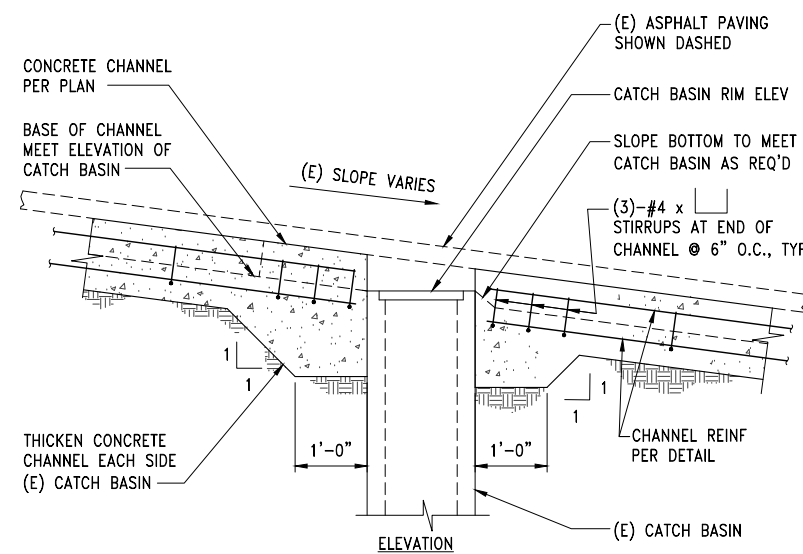 (E) ASPHALT PAVING
SHOWN DASHED
CONCRETE CHANNEL
PER PLAN
CATCH BASIN RIM ELEV
BASE OF CHANNEL
MEET ELEVATION OF
CATCH BASIN
SLOPE BOTTOM TO MEET
CATCH BASIN AS REQ'D
(E) SLOPE VARIES
(3)-#4 x
STIRRUPS AT END OF
CHANNEL @ 6" O.C., TYP
1
1
1
1
THICKEN CONCRETE
CHANNEL EACH SIDE
(E) CATCH BASIN
1'-0"
1'-0"
CHANNEL REINF
PER DETAIL
(E) CATCH BASIN
ELEVATION